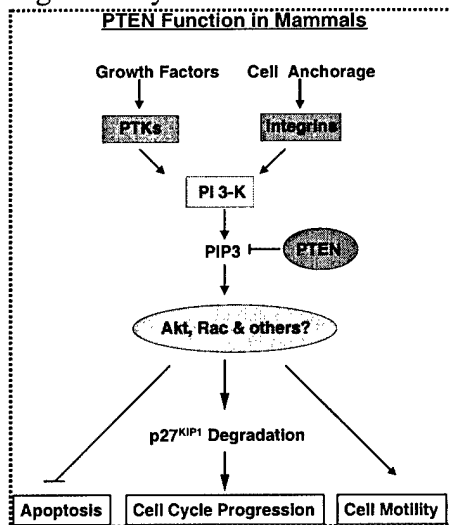 PTEN Function in Mammals
Growth Factors Cell Anchorage
PTKs Integrins
PI 3-K
PIP3 PTEN
Akt, Rac & others?
p27KIP1 Degradation
Apoptosis Cell Cycle Progression Cell Motility